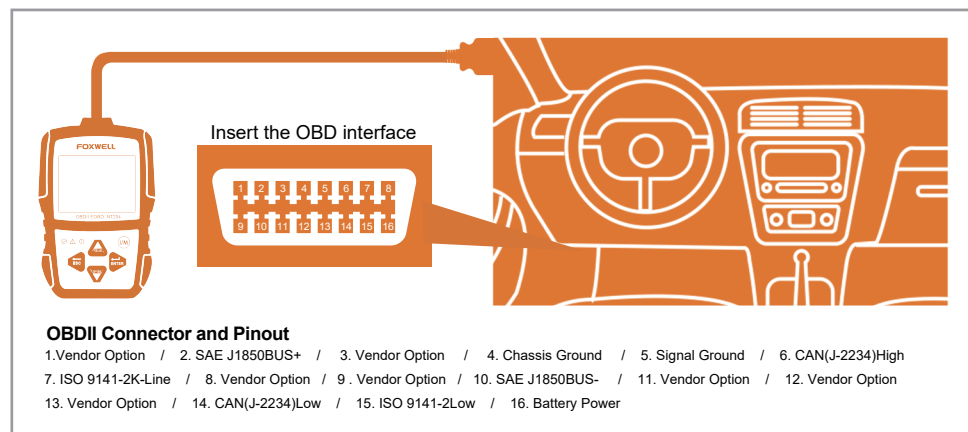 Insert the OBD interface
FOXWELL
1 2 3 4 5 6 7 8
9 10 11 12 13 14 15 16
I/M
ESC
ENTER
OBDII Connector and Pinout
1.Vendor Option / 2. SAE J1850BUS+ / 3. Vendor Option / 4. Chassis Ground / 5. Signal Ground / 6. CAN(J-2234)High
7. ISO 9141-2K-Line / 8. Vendor Option / 9 . Vendor Option / 10. SAE J1850BUS- / 11. Vendor Option / 12. Vendor Option
13. Vendor Option / 14. CAN(J-2234)Low / 15. ISO 9141-2Low / 16. Battery Power